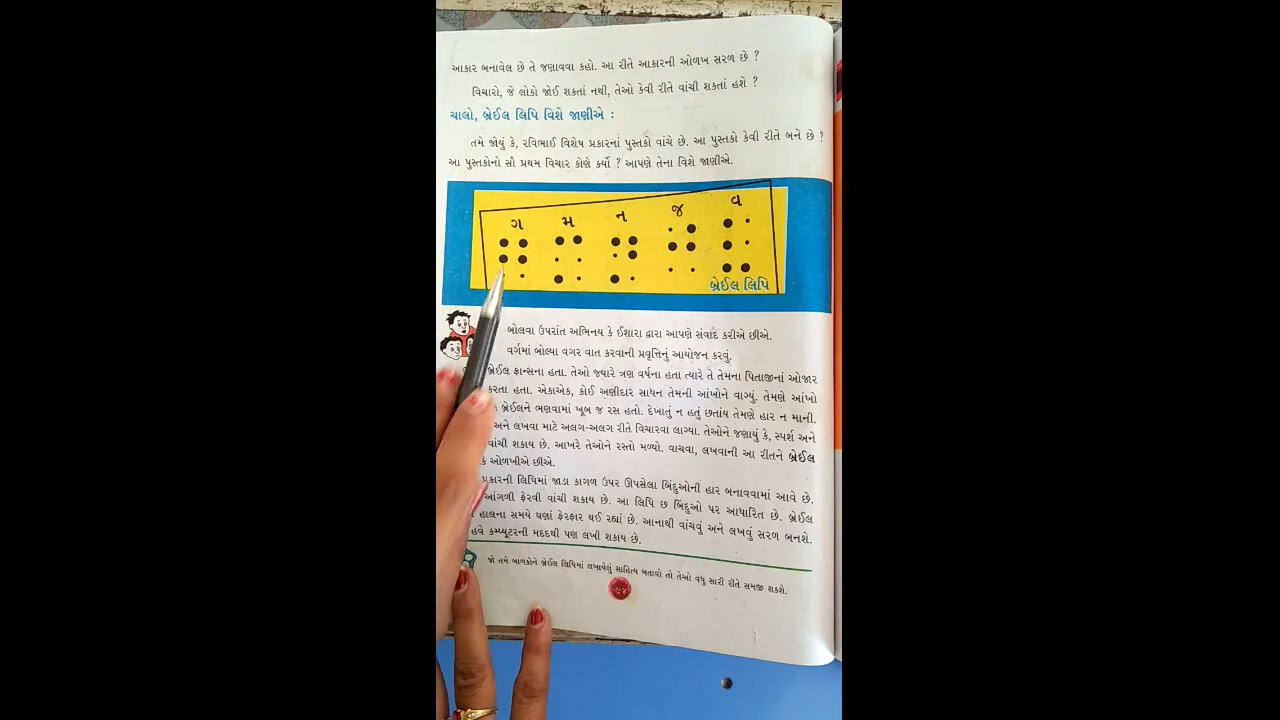 આકાર બનાવેલ છે તે જણાવવા કહો. આ રીતે આકારની ઓળખ સરળ છે ?
વિચારો, જે લોકો જોઈ શકતાં નથી, તેઓ કેવી રીતે વાંચી શકતાં હશે ?
ચાલો, બ્રેઈલ લિપિ વિશે જાણીએ :
તમે જોયું કે, રવિભાઈ વિશેષ પ્રકારનાં પુસ્તકો વાંચે છે. આ પુસ્તકો કેવી રીતે બને છે ?
આ પુસ્તકોનો સૌ પ્રથમ વિચાર કોણે કર્યો ? આપણે તેના વિશે જાણીએ.
ગ મ ન જ વ
બ્રેઈલ લિપિ
બોલવા ઉપરાંત અભિનય કે ઈશારા દ્વારા આપણે સંવાદ કરીએ છીએ.
વર્ગમાં બોલ્યા વગર વાત કરવાની પ્રવૃત્તિનું આયોજન કરવું.
બ્રેઈલ ફ્રાન્સના હતા. તેઓ જ્યારે ત્રણ વર્ષના હતા ત્યારે તે તેમના પિતાજીનાં ઓજાર
કરતા હતા. એકાએક, કોઈ અણીદાર સાધન તેમની આંખોને વાગ્યું. તેમણે આંખો
બ્રેઈલને ભણવામાં ખૂબ જ રસ હતો. દેખાતું ન હતું છતાંય તેમણે હાર ન માની.
અને લખવા માટે અલગ-અલગ રીતે વિચારવા લાગ્યા. તેઓને જણાયું કે, સ્પર્શ અને
વાંચી શકાય છે. આખરે તેઓને રસ્તો મળ્યો. વાચવા, લખવાની આ રીતને બ્રેઈલ
કે ઓળખીએ છીએ.
પ્રકારની લિપિમાં જાડા કાગળ ઉપર ઊપસેલા બિંદુઓની હાર બનાવવામાં આવે છે.
આંગળી ફેરવી વાંચી શકાય છે. આ લિપિ છ બિંદુઓ પર આધારિત છે. બ્રેઈલ
હાલના સમયે ઘણાં ફેરફાર થઈ રહ્યાં છે. આનાથી વાંચવું અને લખવું સરળ બનશે.
હવે કમ્પ્યૂટરની મદદથી પણ લખી શકાય છે.
જો તમે બાળકોને બ્રેઈલ લિપિમાં લખાયેલું સાહિત્ય બતાવો તો તેઓ વધુ સારી રીતે સમજી શકશે.
૯૪